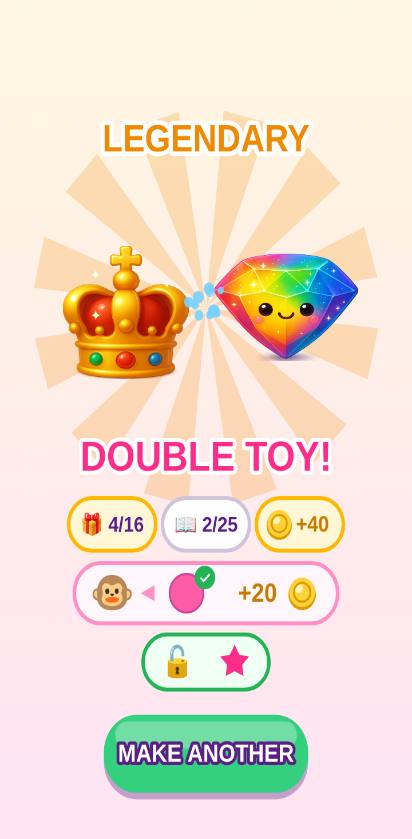 LEGENDARY
DOUBLE TOY!
4/16 2/25 +40
+20
MAKE ANOTHER